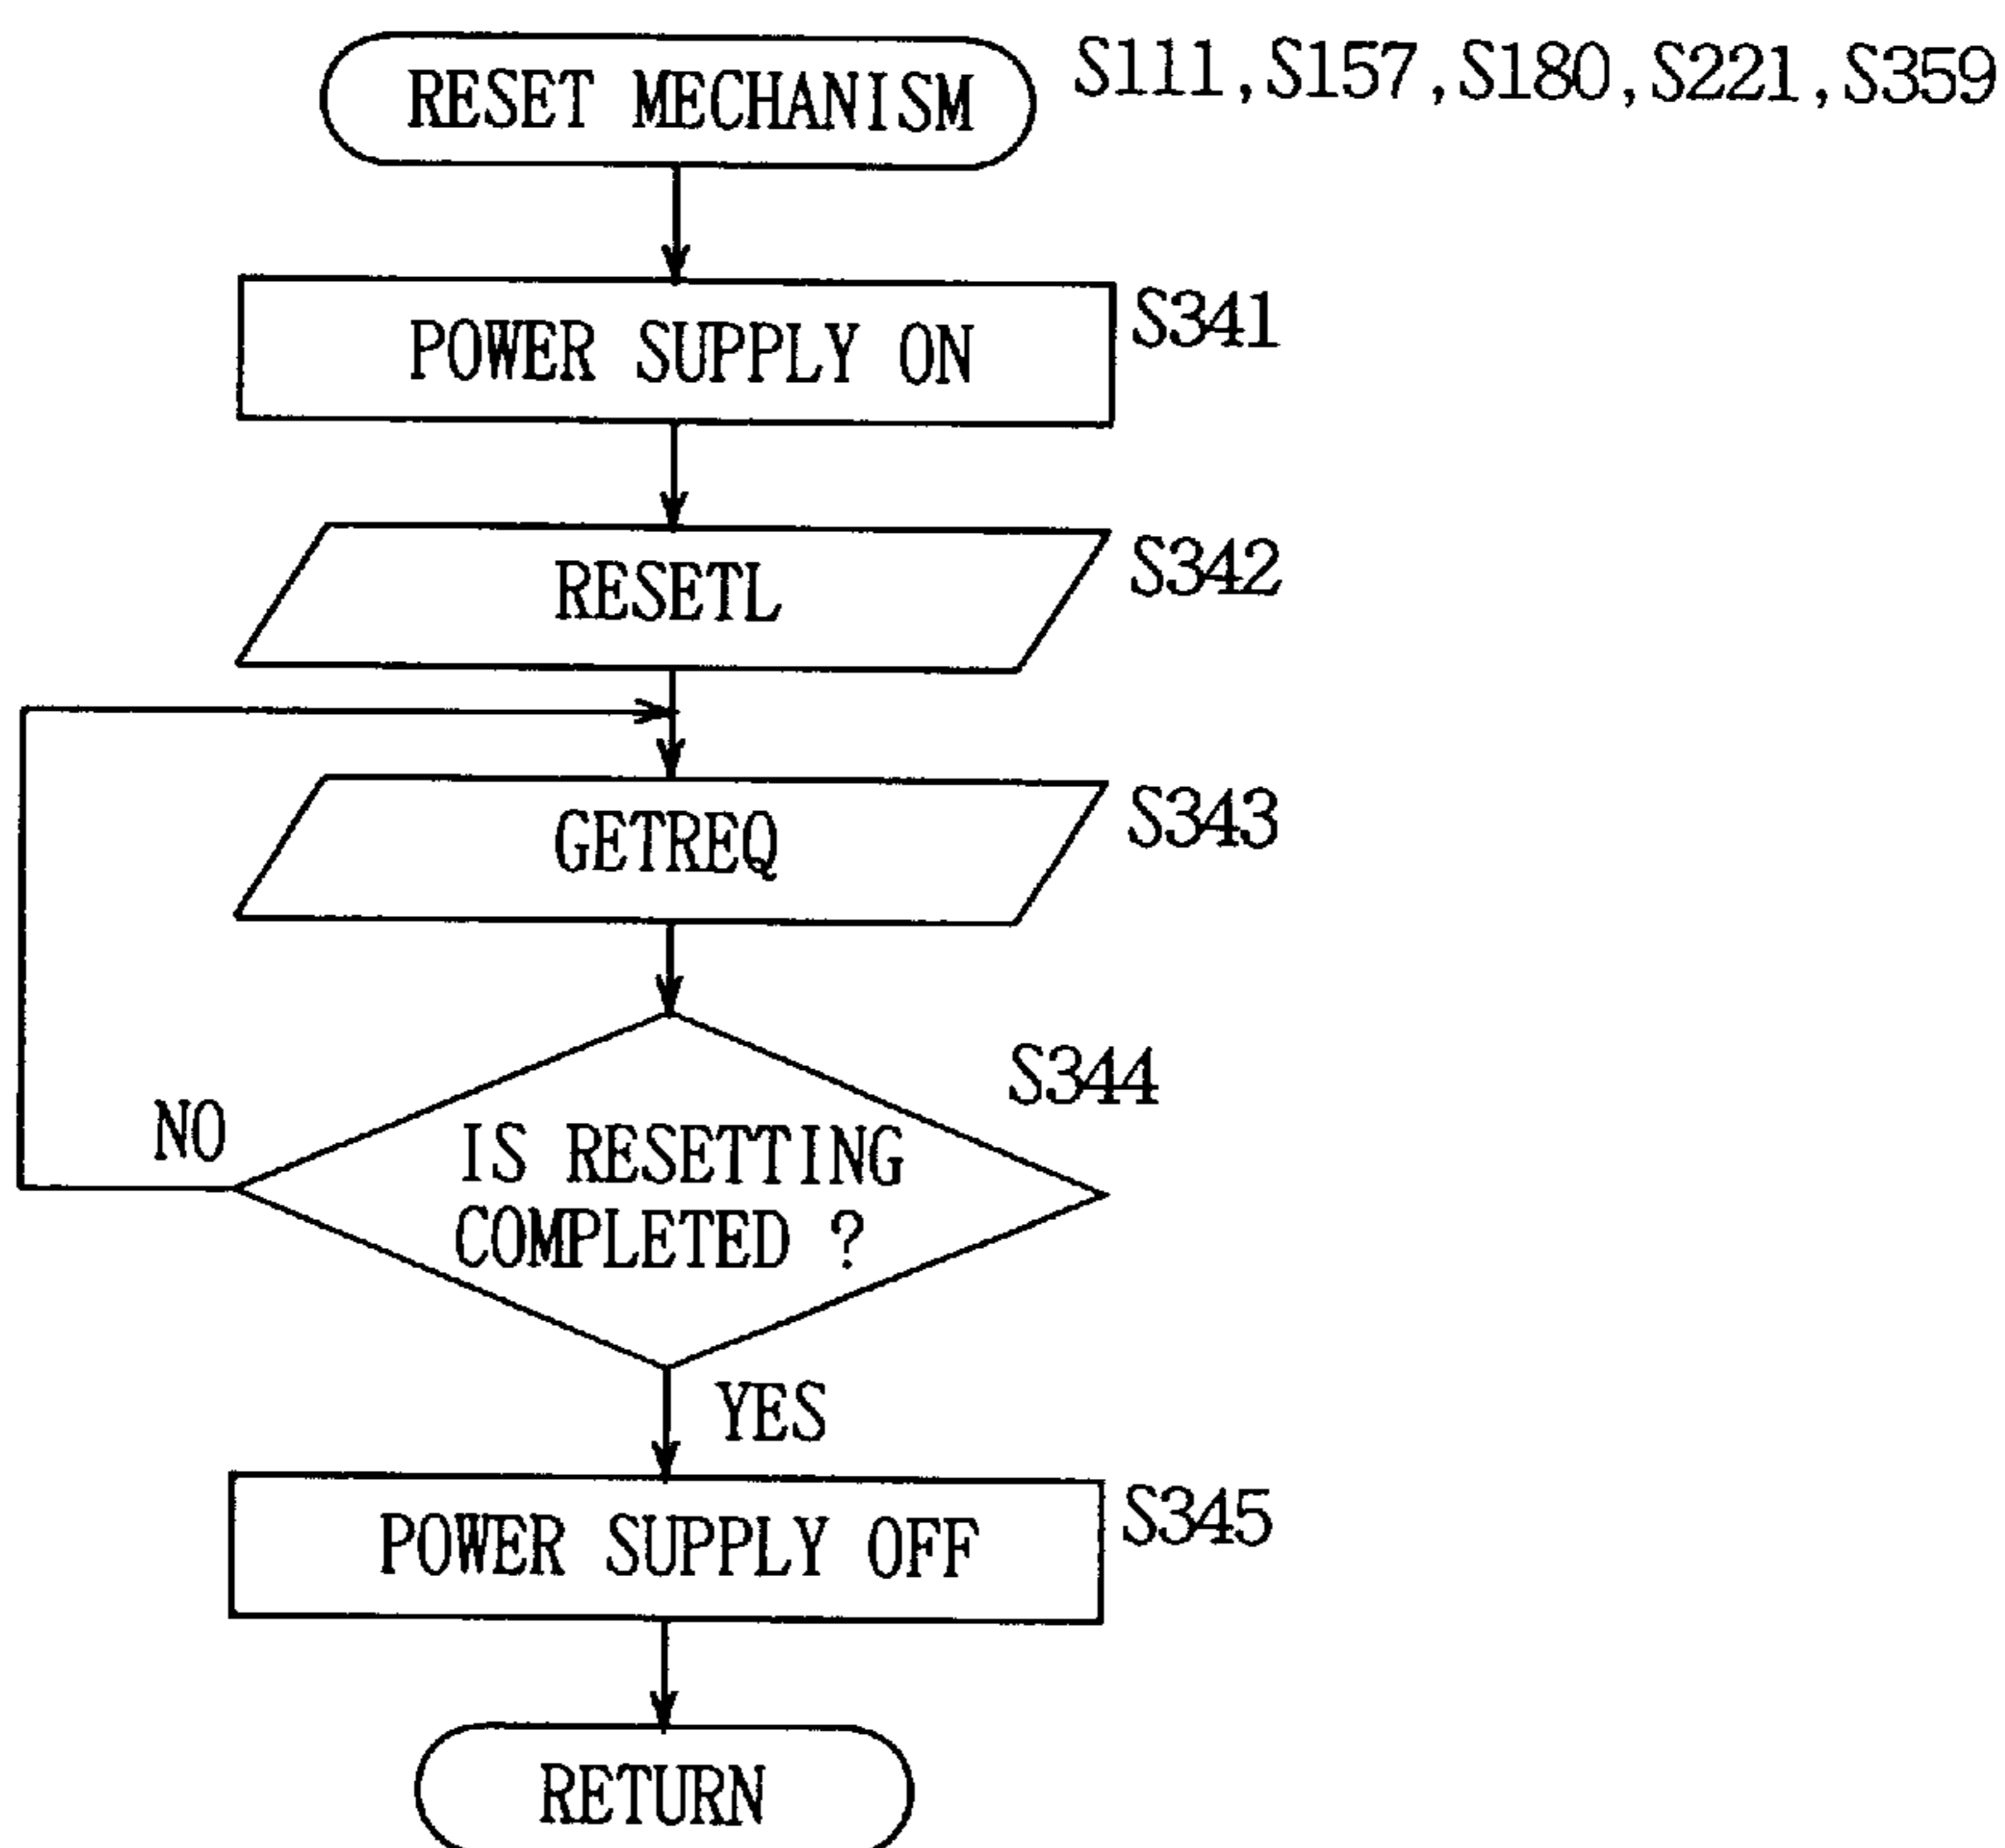 RESET MECHANISM
S111,S157,S180,S221,S359
POWER SUPPLY ON
S341
RESETL
S342
GETREQ
S343
S344
NO
IS RESETTING
COMPLETED ?
YES
POWER SUPPLY OFF
S345
RETURN